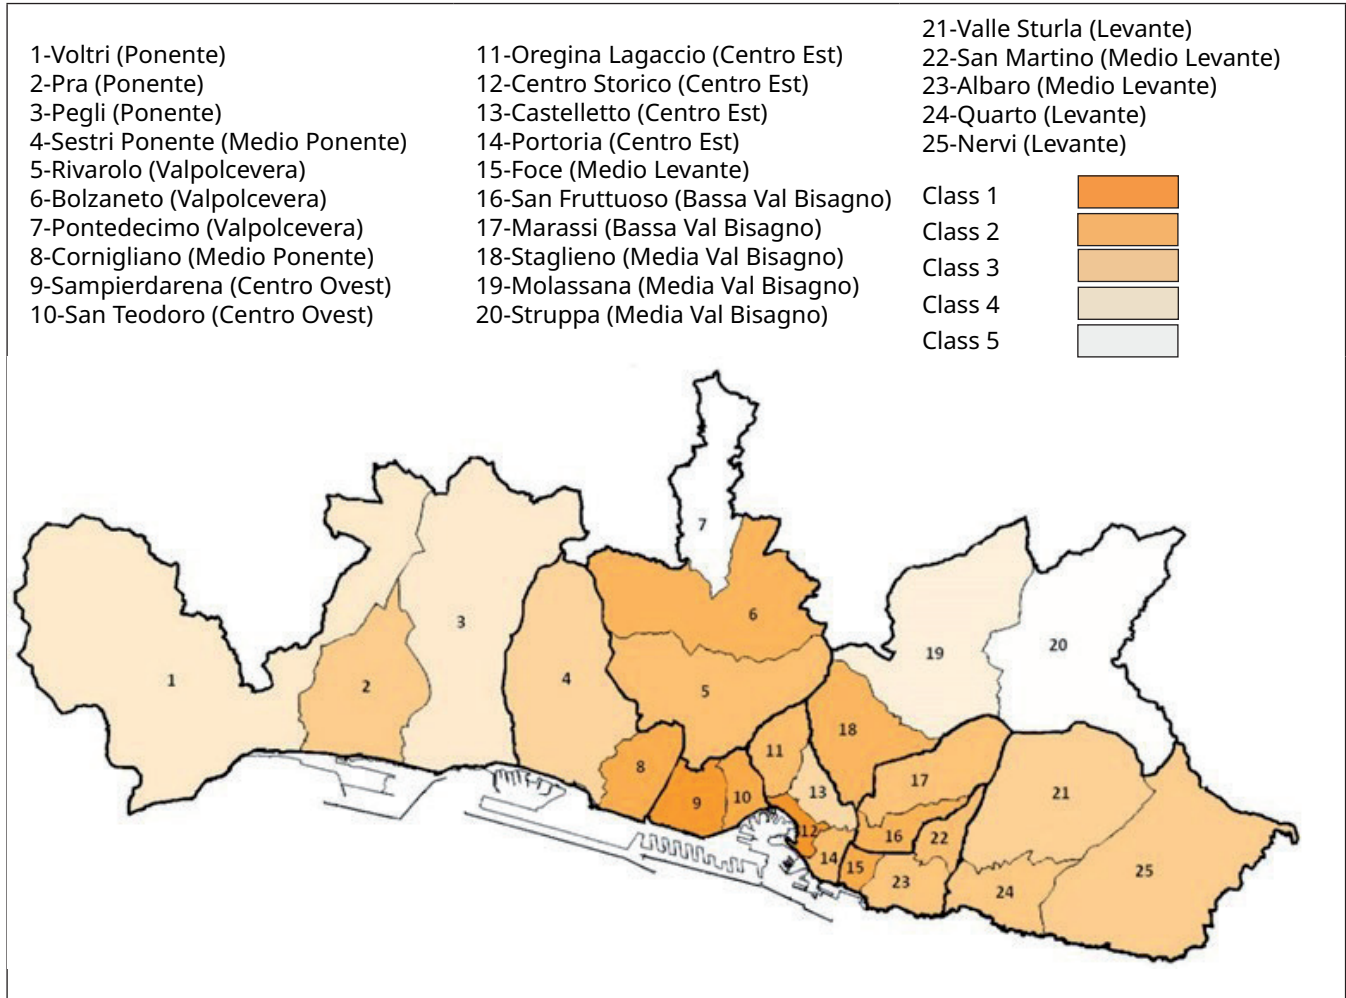 1-Voltri (Ponente)
2-Pra (Ponente)
3-Pegli (Ponente)
4-Sestri Ponente (Medio Ponente)
5-Rivarolo (Valpolcevera)
6-Bolzaneto (Valpolcevera)
7-Pontedecimo (Valpolcevera)
8-Cornigliano (Medio Ponente)
9-Sampierdarena (Centro Ovest)
10-San Teodoro (Centro Ovest)
11-Oregina Lagaccio (Centro Est)
12-Centro Storico (Centro Est)
13-Castelletto (Centro Est)
14-Portoria (Centro Est)
15-Foce (Medio Levante)
16-San Fruttuoso (Bassa Val Bisagno)
17-Marassi (Bassa Val Bisagno)
18-Staglieno (Media Val Bisagno)
19-Molassana (Media Val Bisagno)
20-Struppa (Media Val Bisagno)
21-Valle Sturla (Levante)
22-San Martino (Medio Levante)
23-Albaro (Medio Levante)
24-Quarto (Levante)
25-Nervi (Levante)
Class 1
Class 2
Class 3
Class 4
Class 5
7
6
3
20
19
1
2
4
5
18
11
17
8
13
21
10
9
12
16
22
14
15
25
23
24